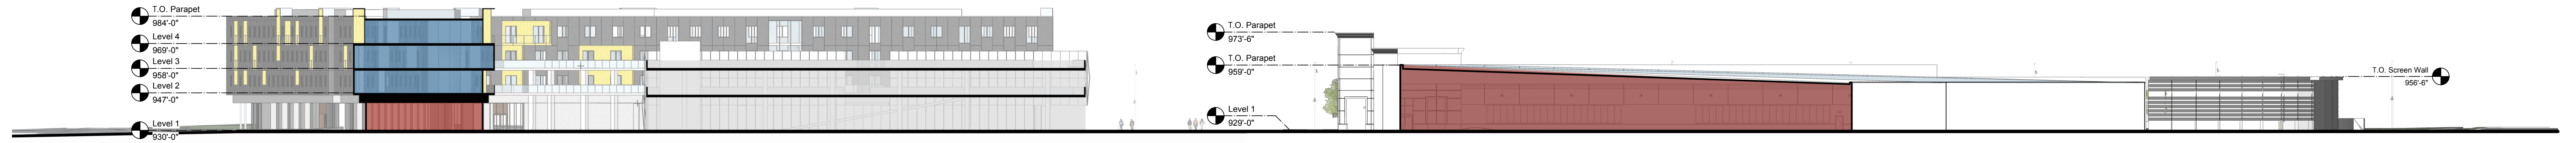 T.O. Parapet
984'-0"
Level 4
969'-0"
Level 3
958'-0"
Level 2
947'-0"
Level 1
930'-0"
T.O. Parapet
973'-6"
T.O. Parapet
959'-0"
Level 1
929'-0"
T.O. Screen Wall
956'-6"